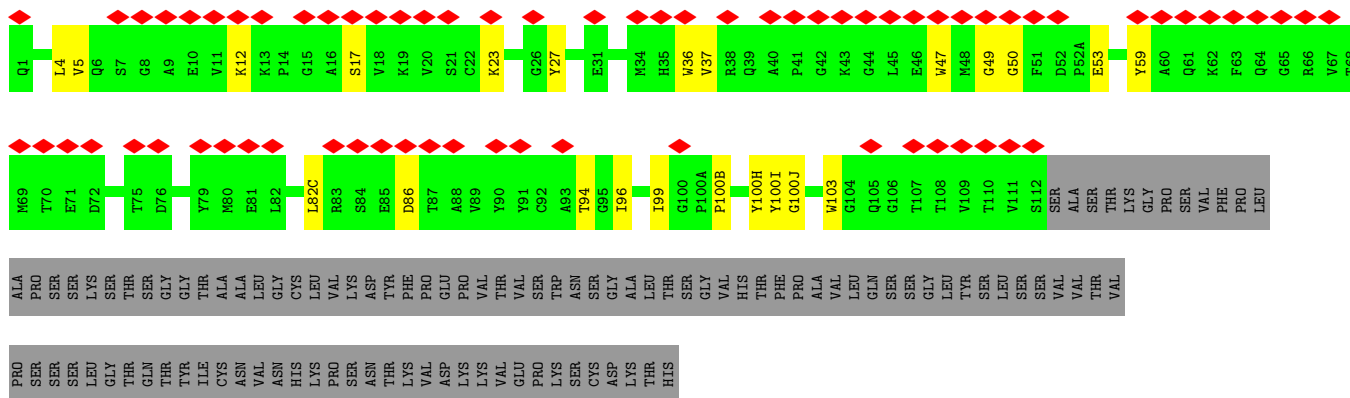 Q1 L4 V5 Q6 S7 G8 A9 E10 V11 K12 K13 P14 G15 A16 S17 V18 K19 V20 S21 C22 K23 G26 Y27 E31 M34 H35 W36 V37 R38 Q39 A40 P41 G42 K43 G44 L45 E46 W47 M48 G49 G50 F51 D52 P52A E53 Y59 A60 Q61 K62 F63 Q64 G65 R66 V67 T68
M69 T70 E71 D72 T75 D76 Y79 M80 E81 L82 L82C R83 S84 E85 D86 T87 A88 V89 Y90 Y91 C92 A93 T94 G95 I96 I99 G100 P100A P100B Y100H Y100I G100J W103 G104 Q105 G106 T107 T108 V109 T110 V111 S112 SER ALA SER THR LYS GLY PRO SER VAL PHE PRO LEU
ALA PRO SER SER LYS SER THR SER GLY GLY THR ALA ALA LEU GLY CYS LEU VAL LYS ASP TYR PHE PRO GLU PRO VAL THR VAL SER TRP ASN SER GLY ALA LEU THR SER GLY VAL HIS THR PHE PRO ALA VAL LEU GLN SER SER GLY LEU TYR SER LEU SER SER VAL VAL THR VAL
PRO SER SER SER LEU GLY THR GLN THR TYR ILE CYS ASN VAL ASN HIS LYS PRO SER ASN THR LYS VAL ASP LYS LYS VAL GLU PRO LYS SER CYS ASP LYS THR HIS